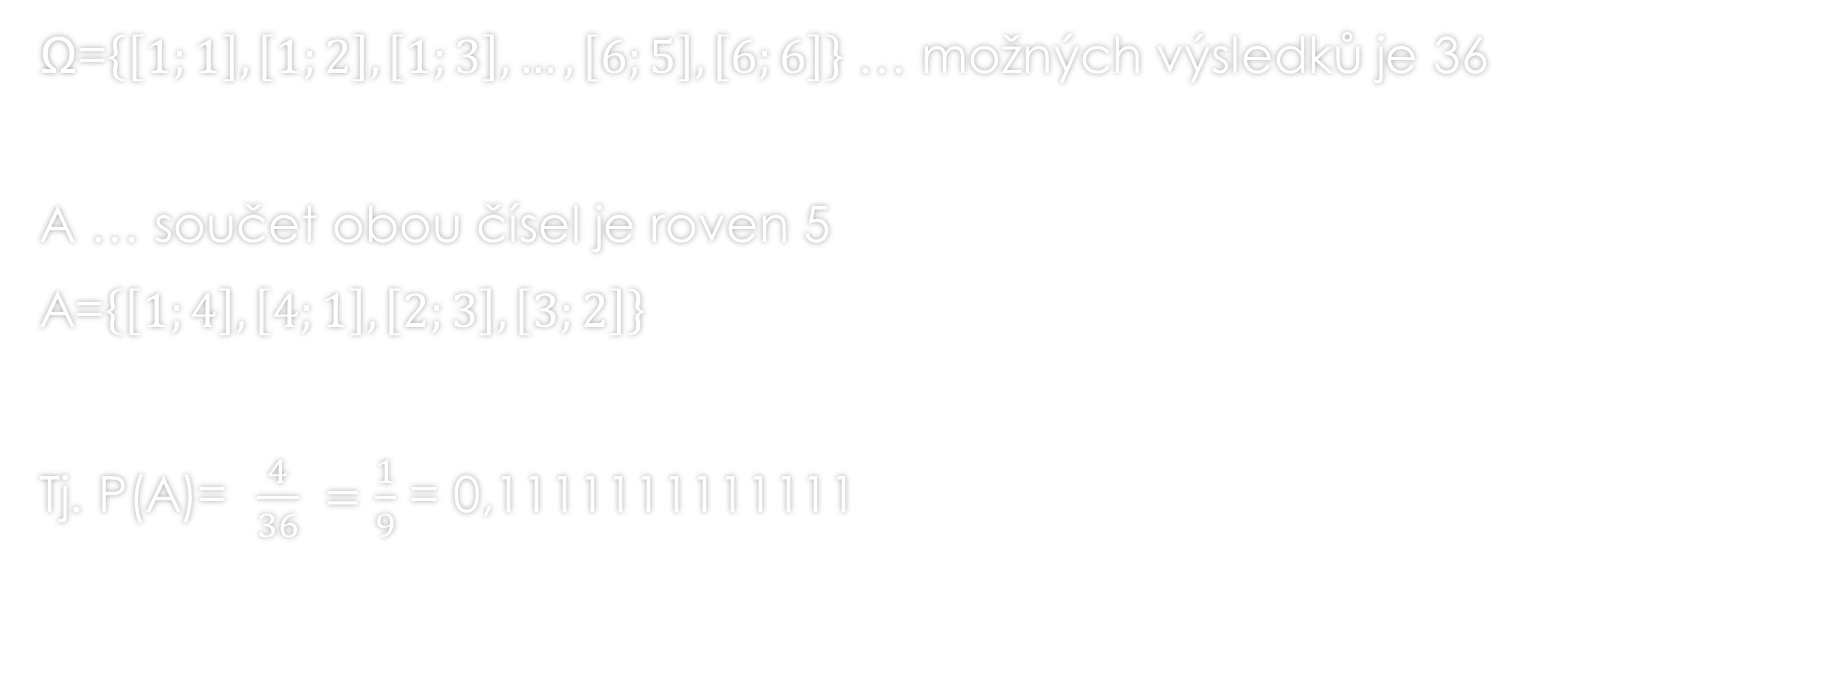 Ω={[1; 1], [1; 2], [1; 3], … , [6; 5], [6; 6]} … možných výsledků je 36
A … součet obou čísel je roven 5
A={[1; 4], [4; 1], [2; 3], [3; 2]}
Tj. P(A)= 4/36 = 1/9 = 0,1111111111111